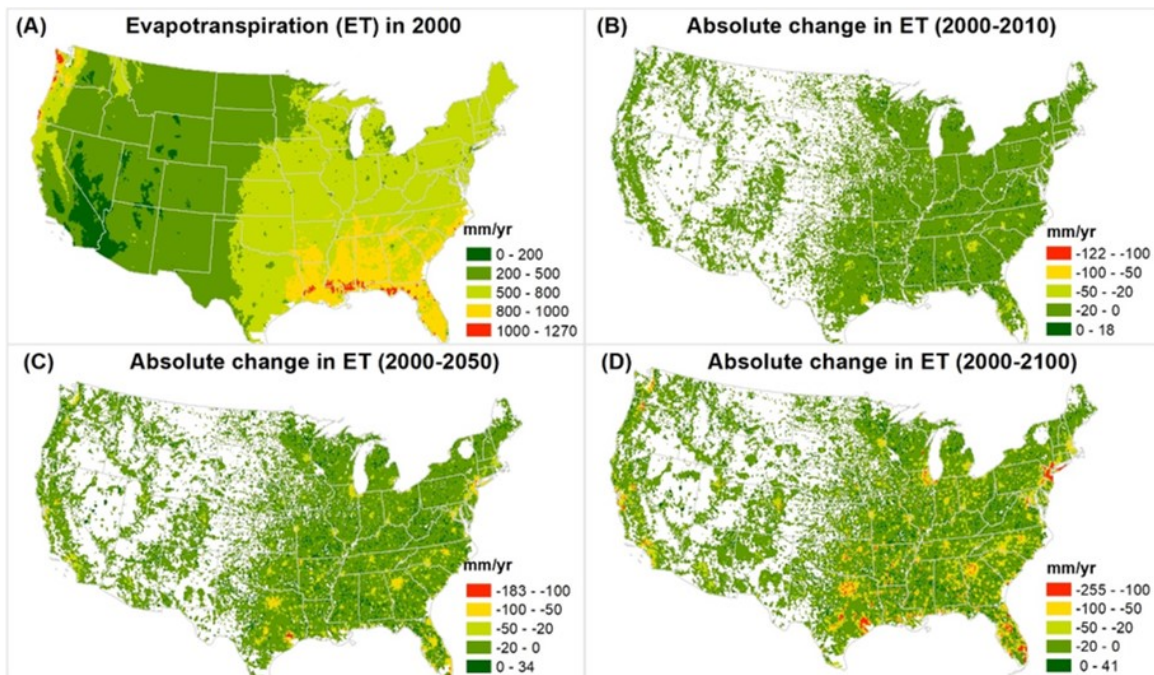 (A) Evapotranspiration (ET) in 2000
mm/yr
0 - 200
200 - 500
500 - 800
800 - 1000
1000 - 1270
(B) Absolute change in ET (2000-2010)
mm/yr
-122 - -100
-100 - -50
-50 - -20
-20 - 0
0 - 18
(C) Absolute change in ET (2000-2050)
mm/yr
-183 - -100
-100 - -50
-50 - -20
-20 - 0
0 - 34
(D) Absolute change in ET (2000-2100)
mm/yr
-255 - -100
-100 - -50
-50 - -20
-20 - 0
0 - 41